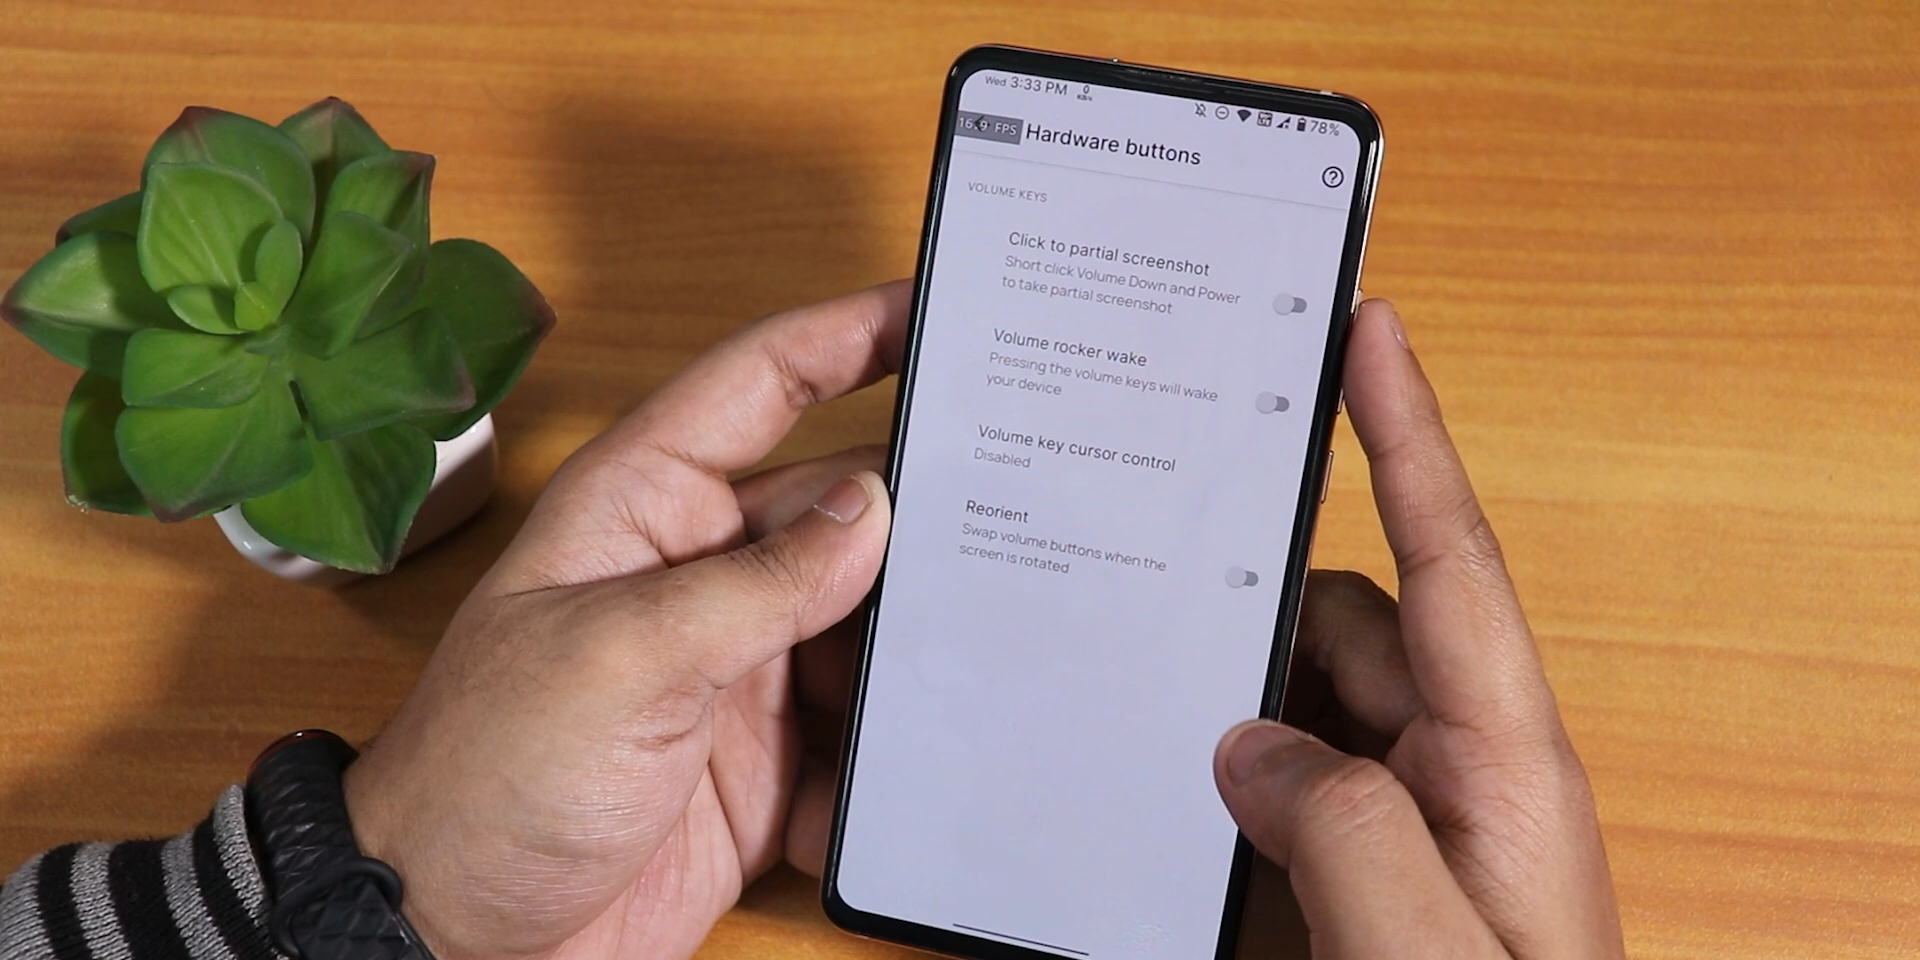 Wed 3:33 PM 0 KB/s 78%
FPS Hardware buttons
VOLUME KEYS
Click to partial screenshot
Short click Volume Down and Power
to take partial screenshot
Volume rocker wake
Pressing the volume keys will wake
your device
Volume key cursor control
Disabled
Reorient
Swap volume buttons when the
screen is rotated